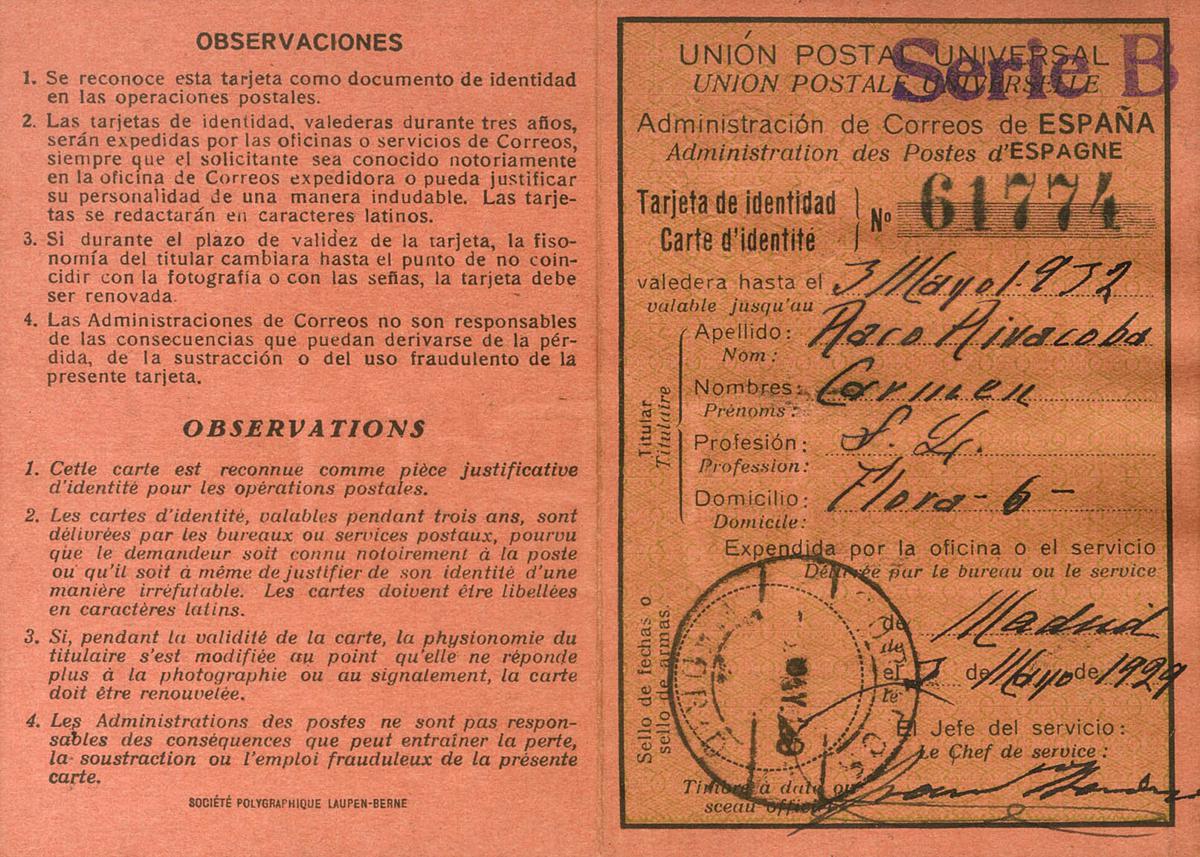 OBSERVACIONES
1. Se reconoce esta tarjeta como documento de identidad
en las operaciones postales.
2. Las tarjetas de identidad, valederas durante tres años,
serán expedidas por las oficinas o servicios de Correos,
siempre que el solicitante sea conocido notoriamente
en la oficina de Correos expedidora o pueda justificar
su personalidad de una manera indudable. Las tarje-
tas se redactarán en caracteres latinos.
3. Si durante el plazo de validez de la tarjeta, la fiso-
nomía del titular cambiara hasta el punto de no coin-
cidir con la fotografía o con las señas, la tarjeta debe
ser renovada.
4. Las Administraciones de Correos no son responsables
de las consecuencias que puedan derivarse de la pér-
dida, de la sustracción o del uso fraudulento de la
presente tarjeta.
OBSERVATIONS
1. Cette carte est reconnue comme pièce justificative
d'identité pour les opérations postales.
2. Les cartes d'identité, valables pendant trois ans, sont
délivrées par les bureaux ou services postaux, pourvu
que le demandeur soit connu notoirement à la poste
ou qu'il soit à même de justifier de son identité d'une
manière irréfutable. Les cartes doivent être libellées
en caractères latins.
3. Si, pendant la validité de la carte, la physionomie du
titulaire s'est modifiée au point qu'elle ne réponde
plus à la photographie ou au signalement, la carte
doit être renouvelée.
4. Les Administrations des postes ne sont pas respon-
sables des conséquences que peut entraîner la perte,
la soustraction ou l'emploi frauduleux de la présente
carte.
SOCIÉTÉ POLYGRAPHIQUE LAUPEN-BERNE
Serie B
UNIÓN POSTAL UNIVERSAL
UNION POSTALE UNIVERSELLE
Administración de Correos de ESPAÑA
Administration des Postes d'ESPAGNE
Tarjeta de identidad
Carte d'identité
Nº 61774
valedera hasta el 3 Mayo 1.932
valable jusqu'au
Titular
Titulaire
Apellido: Raco Rivacoba
Nom:
Nombres: Carmen
Prénoms:
Profesión: S. L.
Profession:
Domicilio: Flora - 6 -
Domicile:
Expendida por la oficina o el servicio
Délivrée par le bureau ou le service
de Madrid
de
el 3 de Mayo de 1929
le
El Jefe del servicio:
Le Chef de service:
Sello de fechas o
sello de armas
Timbre à date ou
sceau officiel